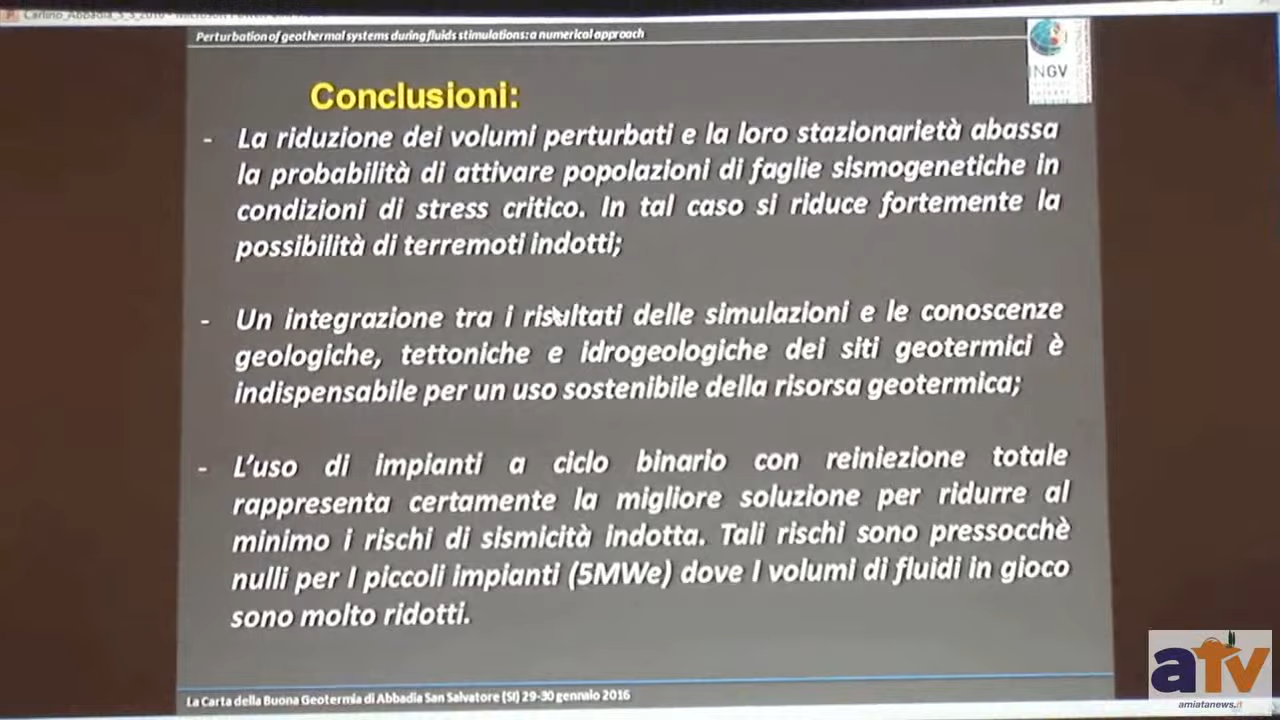 Carlino_Abbadia_S_S_2016 - Microsoft Power
Perturbation of geothermal systems during fluids stimulations: a numerical approach
INGV
Conclusioni:
- La riduzione dei volumi perturbati e la loro stazionarietà abassa
la probabilità di attivare popolazioni di faglie sismogenetiche in
condizioni di stress critico. In tal caso si riduce fortemente la
possibilità di terremoti indotti;
- Un integrazione tra i risultati delle simulazioni e le conoscenze
geologiche, tettoniche e idrogeologiche dei siti geotermici è
indispensabile per un uso sostenibile della risorsa geotermica;
- L'uso di impianti a ciclo binario con reiniezione totale
rappresenta certamente la migliore soluzione per ridurre al
minimo i rischi di sismicità indotta. Tali rischi sono pressocchè
nulli per I piccoli impianti (5MWe) dove I volumi di fluidi in gioco
sono molto ridotti.
La Carta della Buona Geotermia di Abbadia San Salvatore (SI) 29-30 gennaio 2016
aTv
amiatanews.it